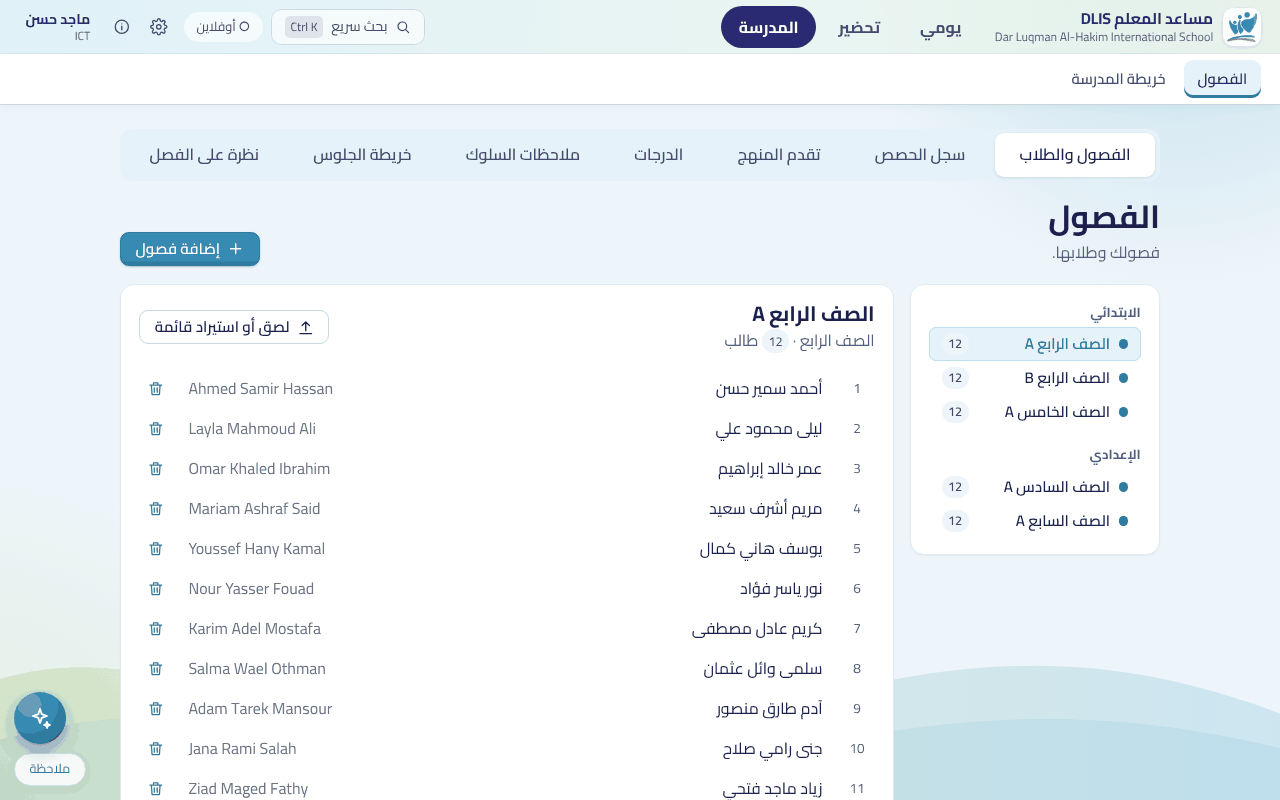 مساعد المعلم DLIS
Dar Luqman Al-Hakim International School
يومي
تحضير
المدرسة
بحث سريع Ctrl K
أوفلاين
ماجد حسن
ICT
الفصول
خريطة المدرسة
الفصول والطلاب
سجل الحصص
تقدم المنهج
الدرجات
ملاحظات السلوك
خريطة الجلوس
نظرة على الفصل
الفصول
فصولك وطلابها.
إضافة فصول
الابتدائي
الصف الرابع A 12
الصف الرابع B 12
الصف الخامس A 12
الإعدادي
الصف السادس A 12
الصف السابع A 12
الصف الرابع A
الصف الرابع · 12 طالب
لصق أو استيراد قائمة
1 أحمد سمير حسن Ahmed Samir Hassan
2 ليلى محمود علي Layla Mahmoud Ali
3 عمر خالد إبراهيم Omar Khaled Ibrahim
4 مريم أشرف سعيد Mariam Ashraf Said
5 يوسف هاني كمال Youssef Hany Kamal
6 نور ياسر فؤاد Nour Yasser Fouad
7 كريم عادل مصطفى Karim Adel Mostafa
8 سلمى وائل عثمان Salma Wael Othman
9 آدم طارق منصور Adam Tarek Mansour
10 جنى رامي صلاح Jana Rami Salah
11 زياد ماجد فتحي Ziad Maged Fathy
ملاحظة